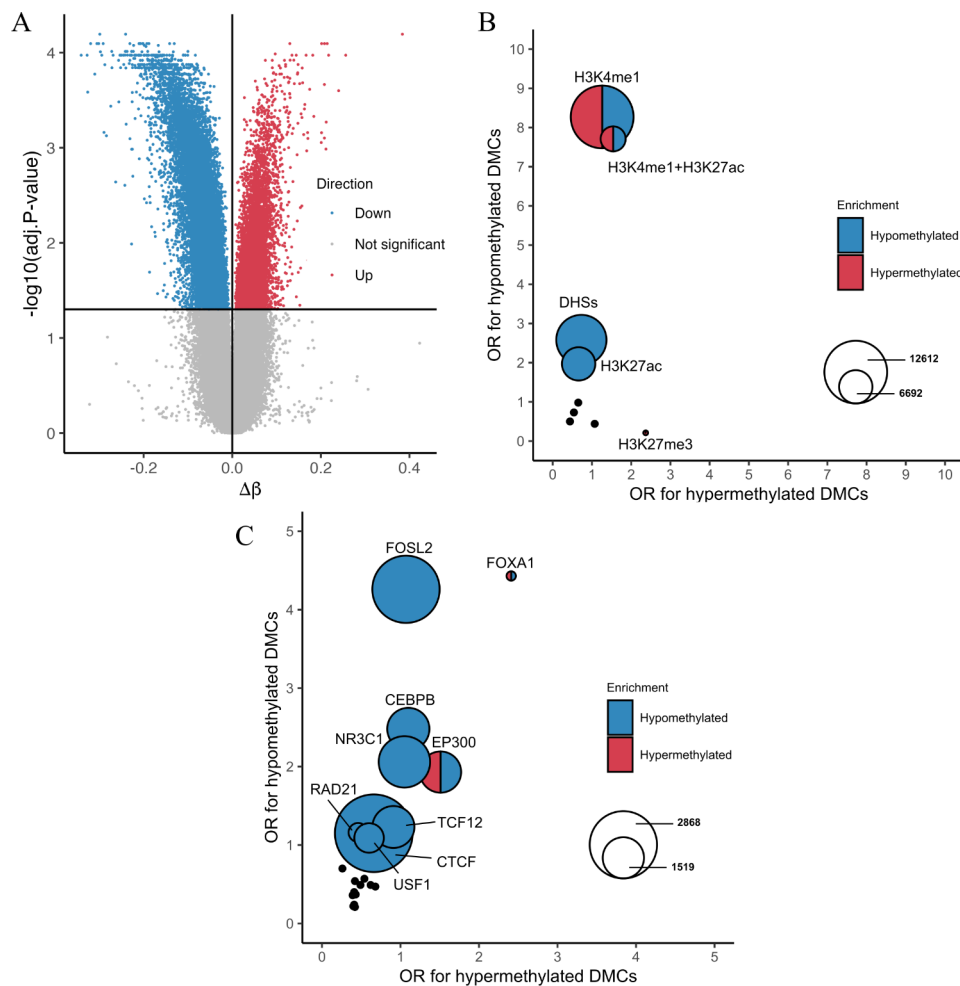 A
-log10(adj.P-value)
4
3
2
1
0
-0.2
0.0
0.2
0.4
Δβ
Direction
Down
Not significant
Up
B
OR for hypomethylated DMCs
10
9
8
7
6
5
4
3
2
1
0
0 1 2 3 4 5 6 7 8 9 10
OR for hypermethylated DMCs
H3K4me1
H3K4me1+H3K27ac
DHSs
H3K27ac
H3K27me3
Enrichment
Hypomethylated
Hypermethylated
12612
6692
C
OR for hypomethylated DMCs
5
4
3
2
1
0
0 1 2 3 4 5
OR for hypermethylated DMCs
FOSL2
FOXA1
CEBPB
NR3C1
EP300
RAD21
TCF12
CTCF
USF1
Enrichment
Hypomethylated
Hypermethylated
2868
1519